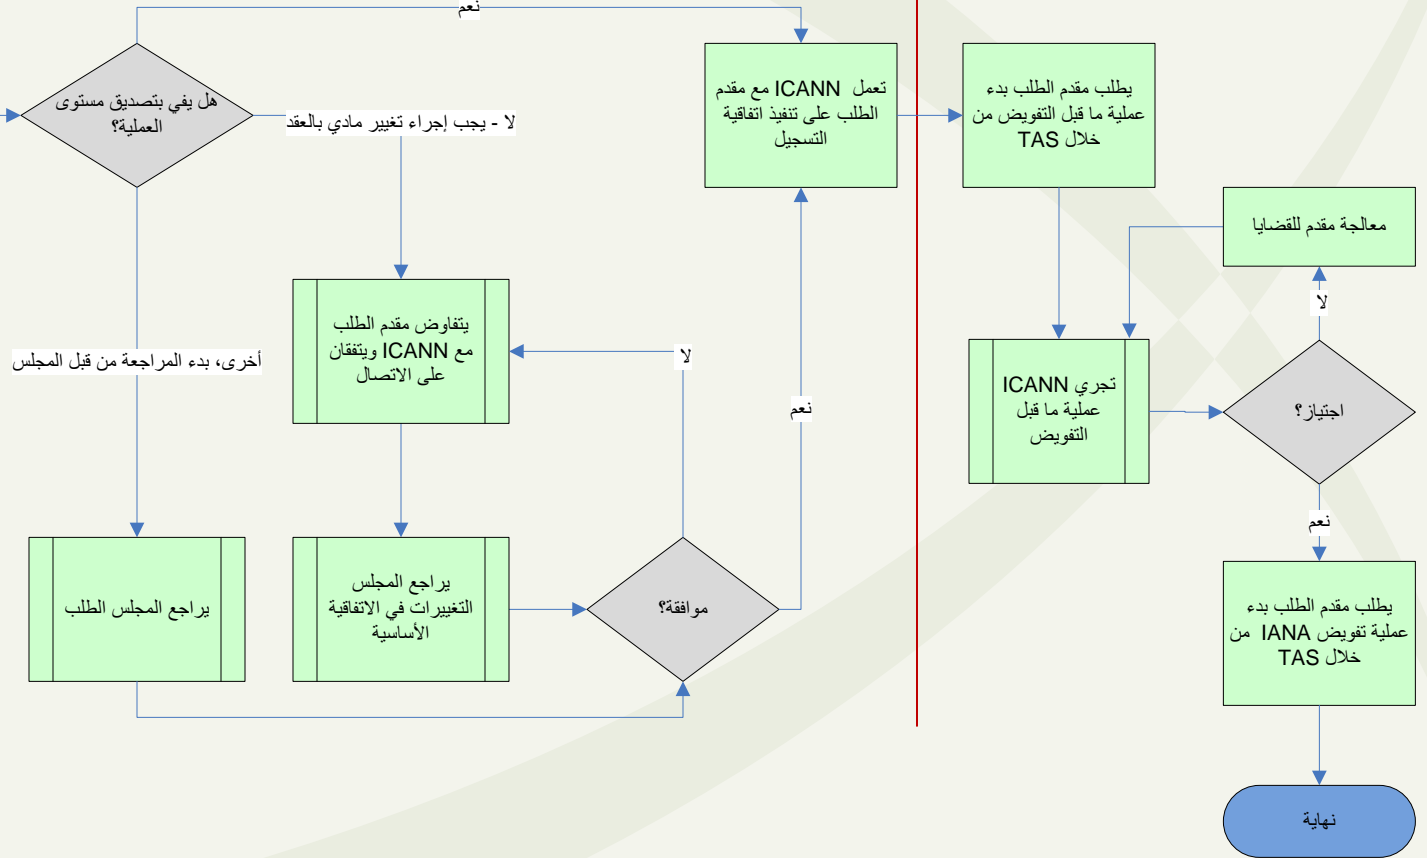 نعم
هل يفي بتصديق مستوى
العملية؟
لا - يجب إجراء تغيير مادي بالعقد
تعمل ICANN مع مقدم
الطلب على تنفيذ اتفاقية
التسجيل
يطلب مقدم الطلب بدء
عملية ما قبل التفويض من
خلال TAS
معالجة مقدم للقضايا
لا
يتفاوض مقدم الطلب
مع ICANN ويتفقان
على الاتصال
أخرى، بدء المراجعة من قبل المجلس
لا
نعم
تجري ICANN
عملية ما قبل
التفويض
اجتياز؟
نعم
يراجع المجلس الطلب
يراجع المجلس
التغييرات في الاتفاقية
الأساسية
موافقة؟
يطلب مقدم الطلب بدء
عملية تفويض IANA من
خلال TAS
نهاية